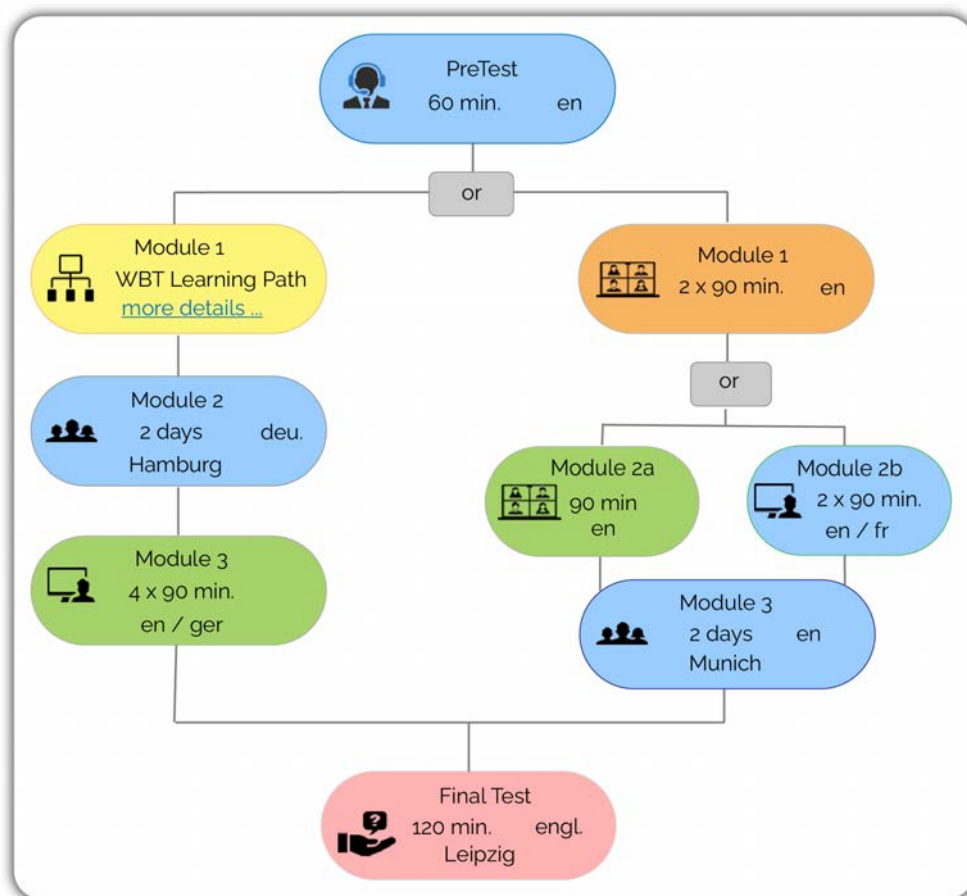 PreTest
60 min. en
or
Module 1
WBT Learning Path
more details ...
Module 1
2 x 90 min. en
Module 2
2 days deu.
Hamburg
or
Module 2a
90 min
en
Module 2b
2 x 90 min.
en / fr
Module 3
4 x 90 min.
en / ger
Module 3
2 days en
Munich
Final Test
120 min. engl.
Leipzig
?